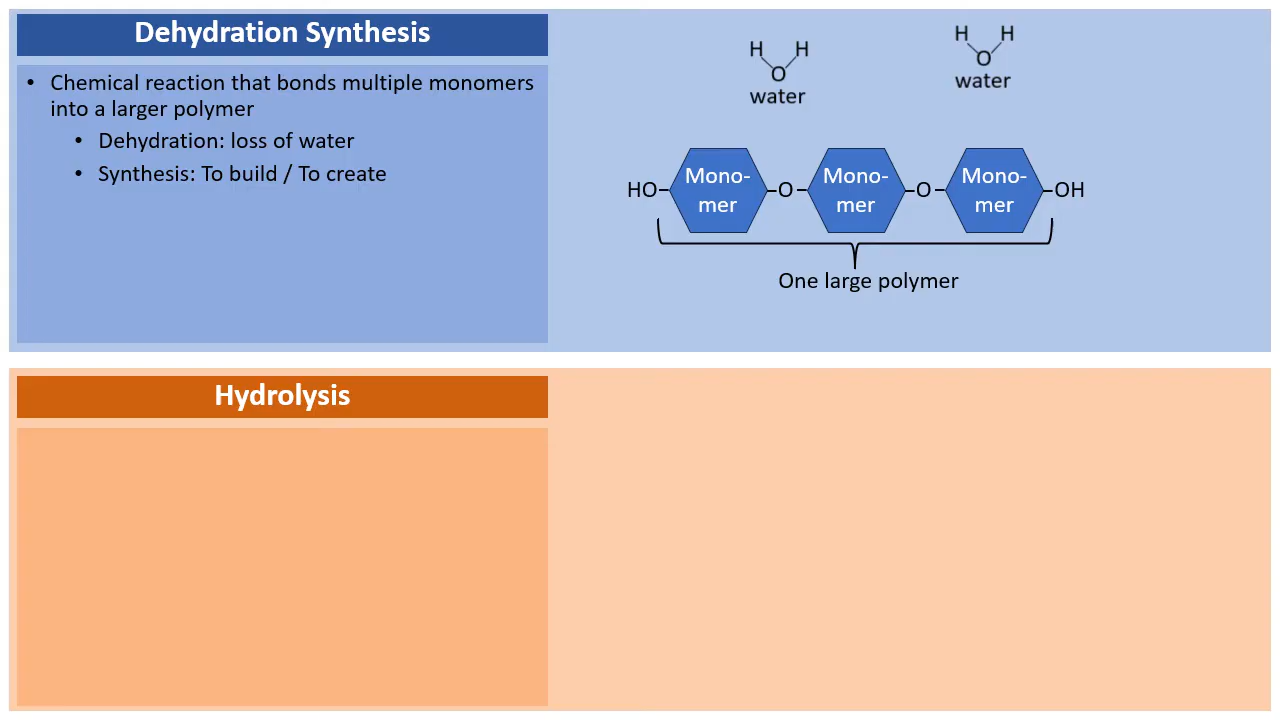 Dehydration Synthesis
• Chemical reaction that bonds multiple monomers
into a larger polymer
• Dehydration: loss of water
• Synthesis: To build / To create
H H
O
water
H H
O
water
HO Mono-mer O Mono-mer O Mono-mer OH
One large polymer
Hydrolysis